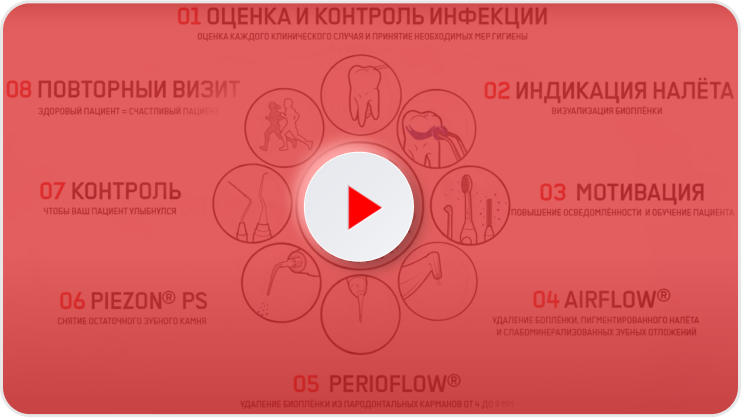 01 ОЦЕНКА И КОНТРОЛЬ ИНФЕКЦИИ
ОЦЕНКА КАЖДОГО КЛИНИЧЕСКОГО СЛУЧАЯ И ПРИНЯТИЕ НЕОБХОДИМЫХ МЕР ГИГИЕНЫ
02 ИНДИКАЦИЯ НАЛЁТА
ВИЗУАЛИЗАЦИЯ БИОПЛЁНКИ
03 МОТИВАЦИЯ
ПОВЫШЕНИЕ ОСВЕДОМЛЁННОСТИ И ОБУЧЕНИЕ ПАЦИЕНТА
04 AIRFLOW®
УДАЛЕНИЕ БОПЛЁНКИ, ПИГМЕНТИРОВАННОГО НАЛЁТА
И СЛАБОМИНЕРАЛИЗОВАННЫХ ЗУБНЫХ ОТЛОЖЕНИЙ
05 PERIOFLOW®
УДАЛЕНИЕ БИОПЛЁНКИ ИЗ ПАРОДОНТАЛЬНЫХ КАРМАНОВ ОТ 4 ДО 9 ММ
06 PIEZON® PS
СНЯТИЕ ОСТАТОЧНОГО ЗУБНОГО КАМНЯ
07 КОНТРОЛЬ
ЧТОБЫ ВАШ ПАЦИЕНТ УЛЫБНУЛСЯ
08 ПОВТОРНЫЙ ВИЗИТ
ЗДОРОВЫЙ ПАЦИЕНТ = СЧАСТЛИВЫЙ ПАЦИЕНТ